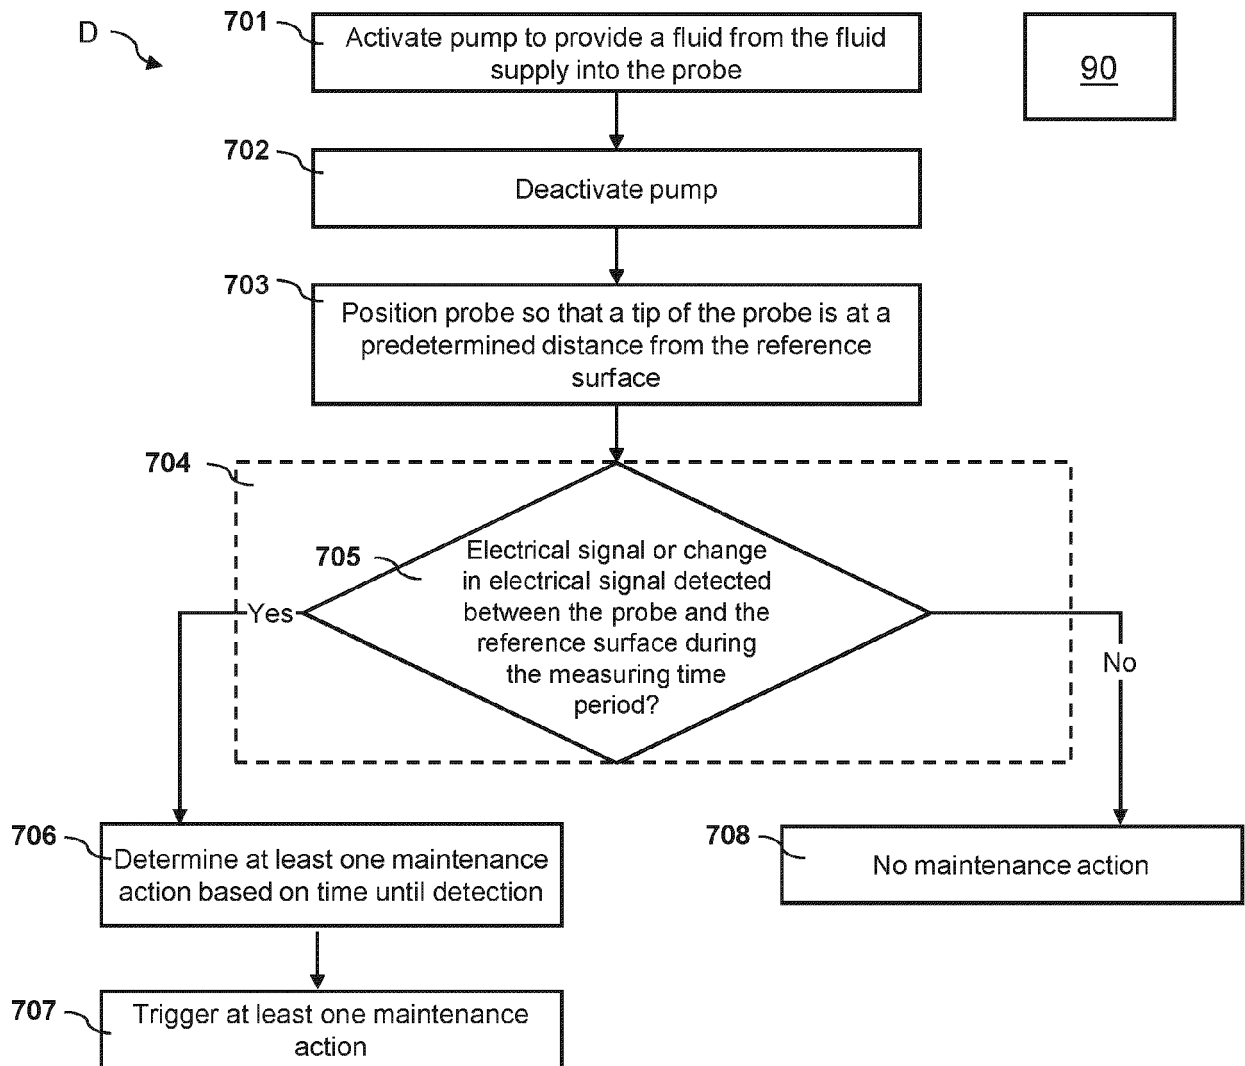 D
701
Activate pump to provide a fluid from the fluid
supply into the probe
90
702
Deactivate pump
703
Position probe so that a tip of the probe is at a
predetermined distance from the reference
surface
704
705
Electrical signal or change
in electrical signal detected
between the probe and the
reference surface during
the measuring time
period?
Yes
No
706
Determine at least one maintenance
action based on time until detection
708
No maintenance action
707
Trigger at least one maintenance
action